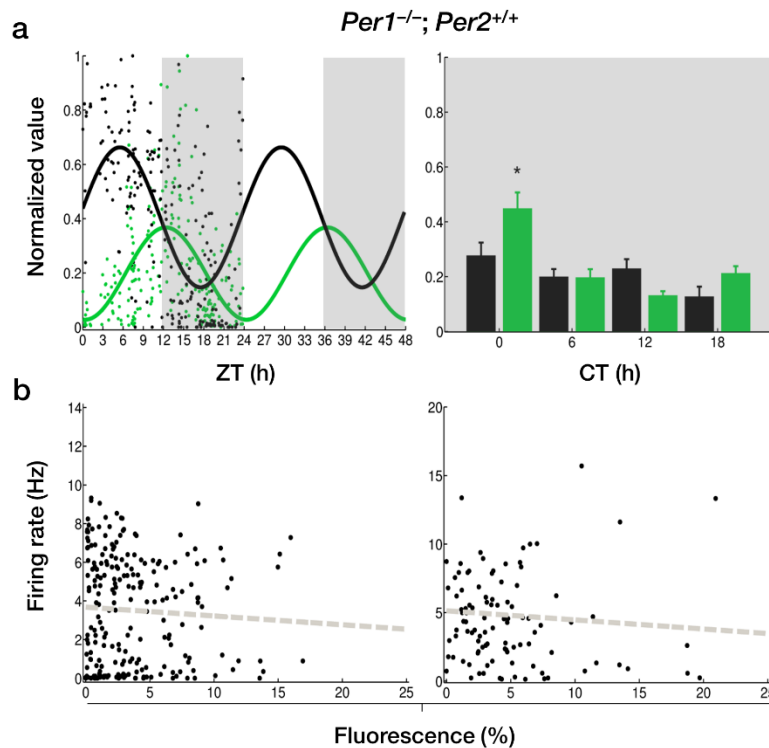 Per1−/−; Per2+/+
a
Normalized value
1
0.8
0.6
0.4
0.2
0
0 3 6 9 12 15 18 21 24 27 30 33 36 39 42 45 48
ZT (h)
1
0.8
0.6
0.4
0.2
0
*
0 6 12 18
CT (h)
b
Firing rate (Hz)
14
12
10
8
6
4
2
0
0 5 10 15 20 25
20
15
10
5
0
0 5 10 15 20 25
Fluorescence (%)